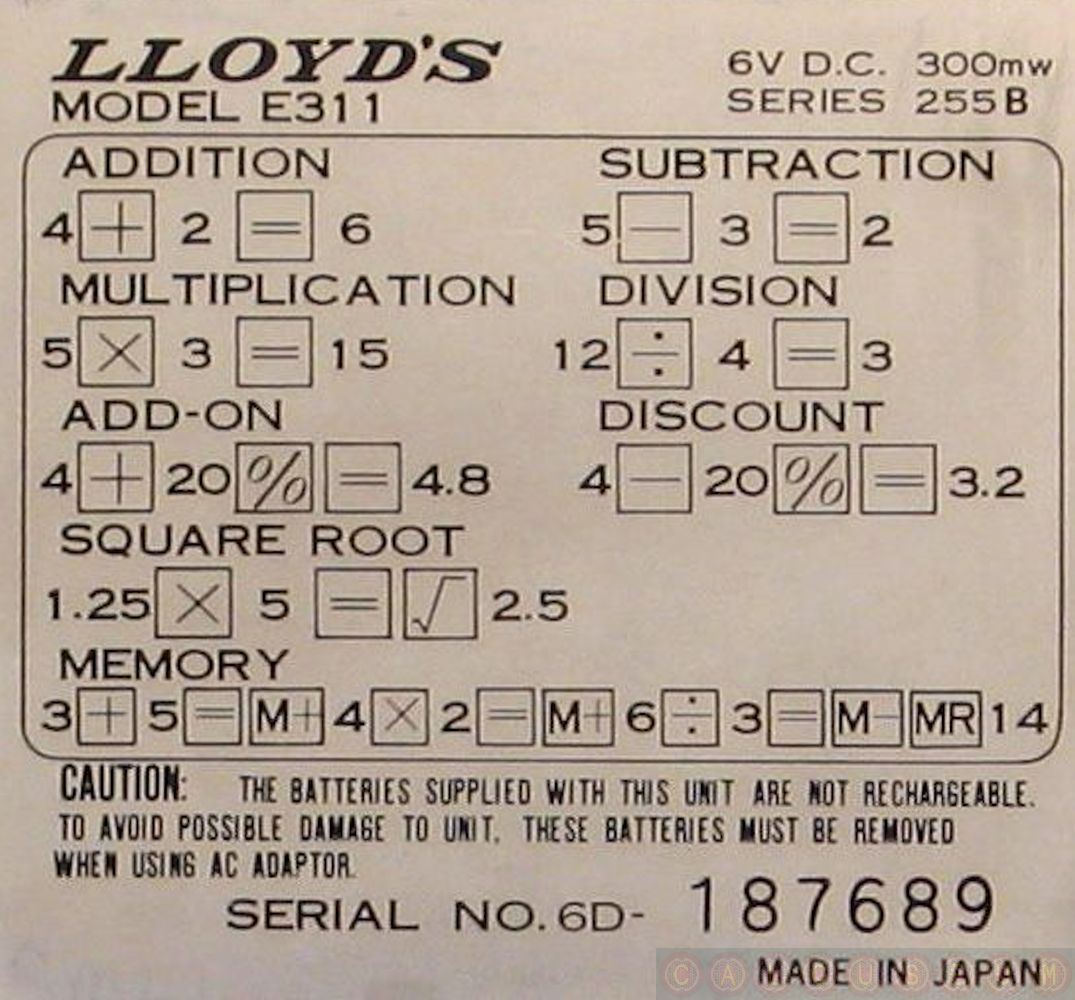 LLOYD'S
MODEL E311
6V D.C. 300mw
SERIES 255B
ADDITION
4 + 2 = 6
SUBTRACTION
5 − 3 = 2
MULTIPLICATION
5 × 3 = 15
DIVISION
12 ÷ 4 = 3
ADD-ON
4 + 20 % = 4.8
DISCOUNT
4 − 20 % = 3.2
SQUARE ROOT
1.25 × 5 = √ 2.5
MEMORY
3 + 5 = M+ 4 × 2 = M+ 6 ÷ 3 = M− MR 14
CAUTION: THE BATTERIES SUPPLIED WITH THIS UNIT ARE NOT RECHARGEABLE.
TO AVOID POSSIBLE DAMAGE TO UNIT, THESE BATTERIES MUST BE REMOVED
WHEN USING AC ADAPTOR.
SERIAL NO. 6D- 187689
MADE IN JAPAN